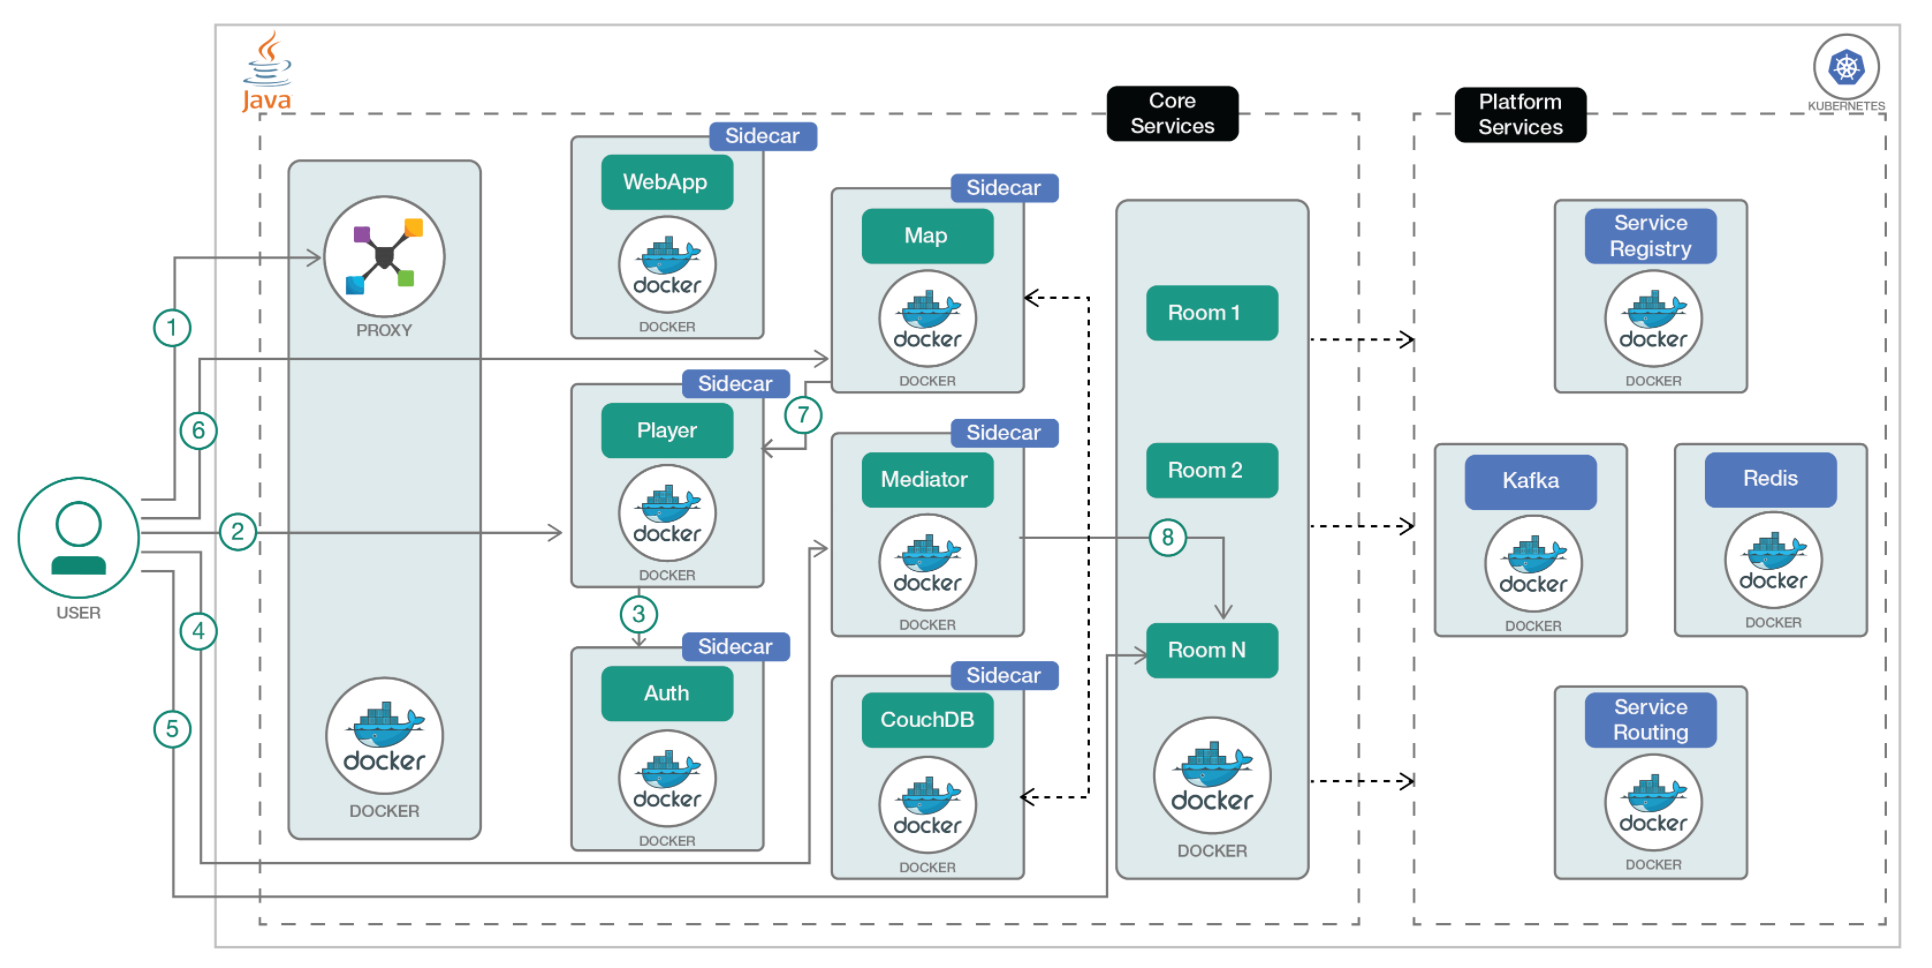 Java
KUBERNETES
Core
Services
Platform
Services
PROXY
docker
DOCKER
Sidecar
WebApp
docker
DOCKER
Sidecar
Player
docker
DOCKER
Sidecar
Auth
docker
DOCKER
Sidecar
Map
docker
DOCKER
Sidecar
Mediator
docker
DOCKER
Sidecar
CouchDB
docker
DOCKER
Room 1
Room 2
Room N
docker
DOCKER
Service
Registry
docker
DOCKER
Kafka
docker
DOCKER
Redis
docker
DOCKER
Service
Routing
docker
DOCKER
USER
1
6
2
4
5
3
7
8